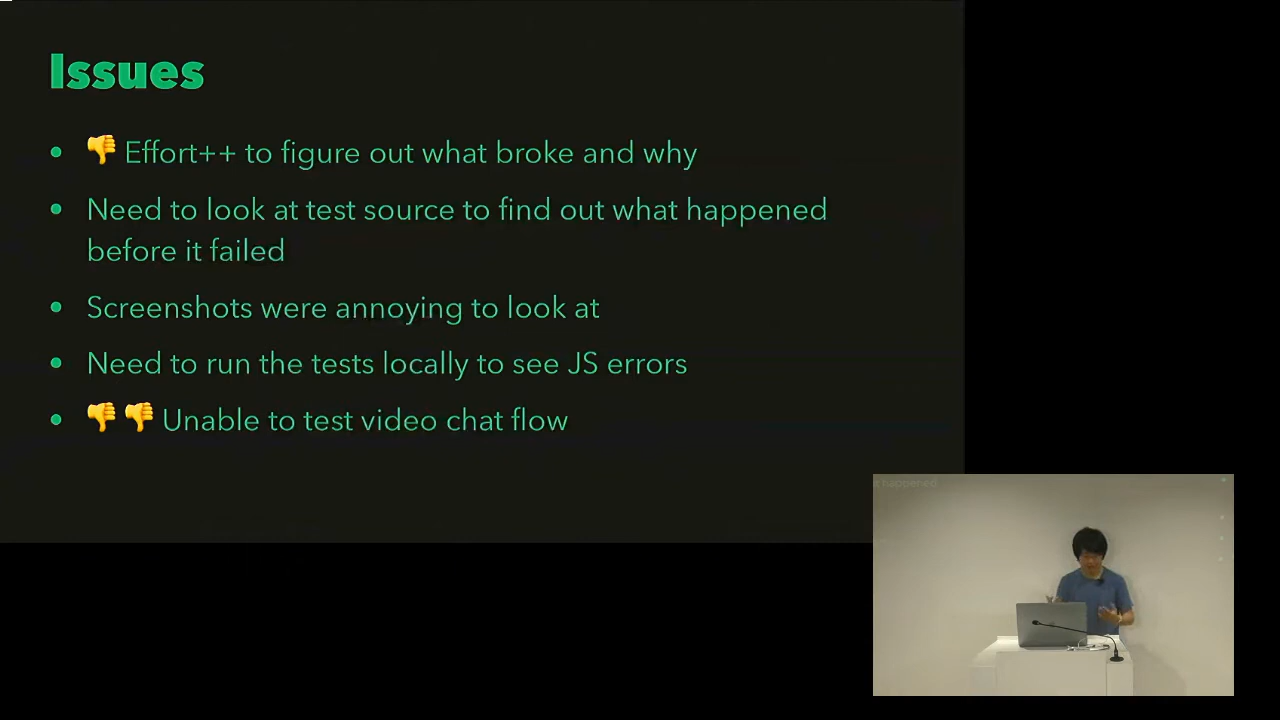 Issues
• 👎 Effort++ to figure out what broke and why
• Need to look at test source to find out what happened
before it failed
• Screenshots were annoying to look at
• Need to run the tests locally to see JS errors
• 👎👎 Unable to test video chat flow
happened